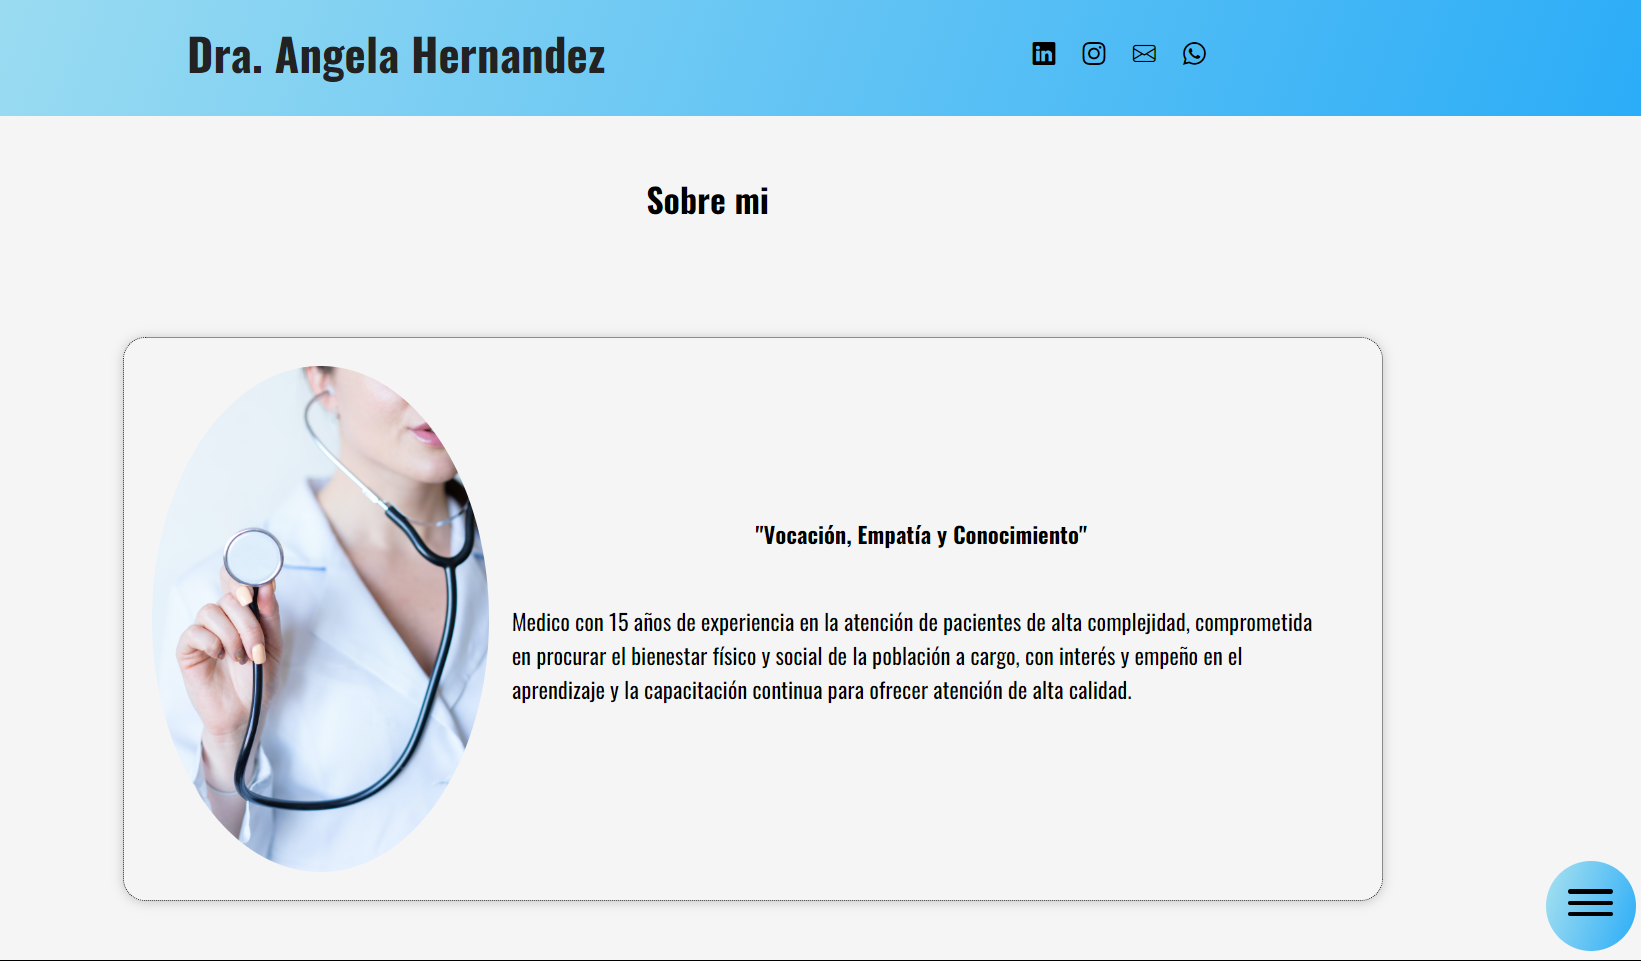 Dra. Angela Hernandez
Sobre mi
"Vocación, Empatía y Conocimiento"
Medico con 15 años de experiencia en la atención de pacientes de alta complejidad, comprometida
en procurar el bienestar físico y social de la población a cargo, con interés y empeño en el
aprendizaje y la capacitación continua para ofrecer atención de alta calidad.